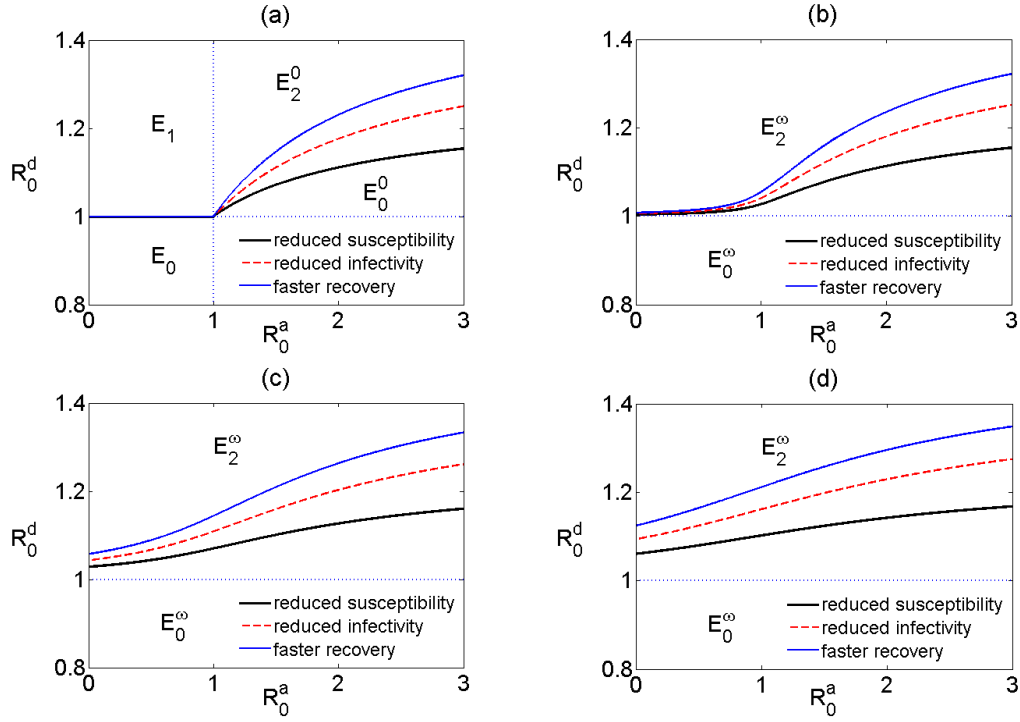 (a)
1.4
1.2
1
0.8
R₀ᵈ
E₁
E₂⁰
E₀⁰
E₀
reduced susceptibility
reduced infectivity
faster recovery
0 1 2 3
R₀ᵃ
(b)
1.4
1.2
1
0.8
R₀ᵈ
E₂^ω
E₀^ω
reduced susceptibility
reduced infectivity
faster recovery
0 1 2 3
R₀ᵃ
(c)
1.4
1.2
1
0.8
R₀ᵈ
E₂^ω
E₀^ω
reduced susceptibility
reduced infectivity
faster recovery
0 1 2 3
R₀ᵃ
(d)
1.4
1.2
1
0.8
R₀ᵈ
E₂^ω
E₀^ω
reduced susceptibility
reduced infectivity
faster recovery
0 1 2 3
R₀ᵃ